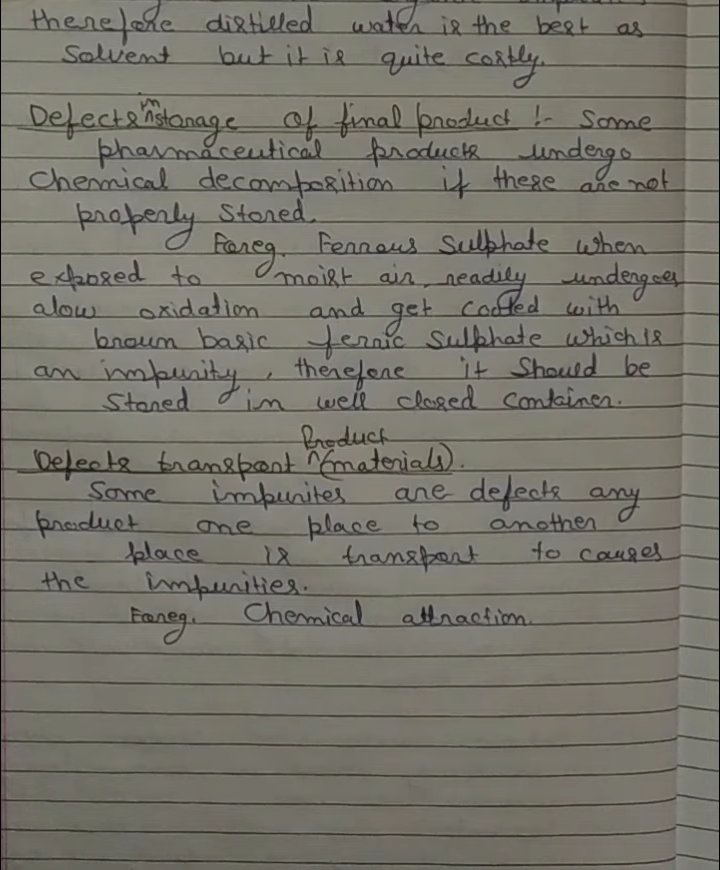 therefore distilled water is the best as
Solvent but it is quite costly.
Defects in storage of final product :- Some
pharmaceutical products undergo
Chemical decomposition if these are not
properly Stored.
Foreg. Ferrous Sulphate when
exposed to moist air readily undergoes
alow oxidation and get cotted with
broun basic ferric Sulphate which is
an impurity, therefore it Should be
Stored in well closed container.
Defects transport Product (materials).
Some impurites are defects any
product one place to another
place is transport to causes
the impurities.
Foreg. Chemical attraction.